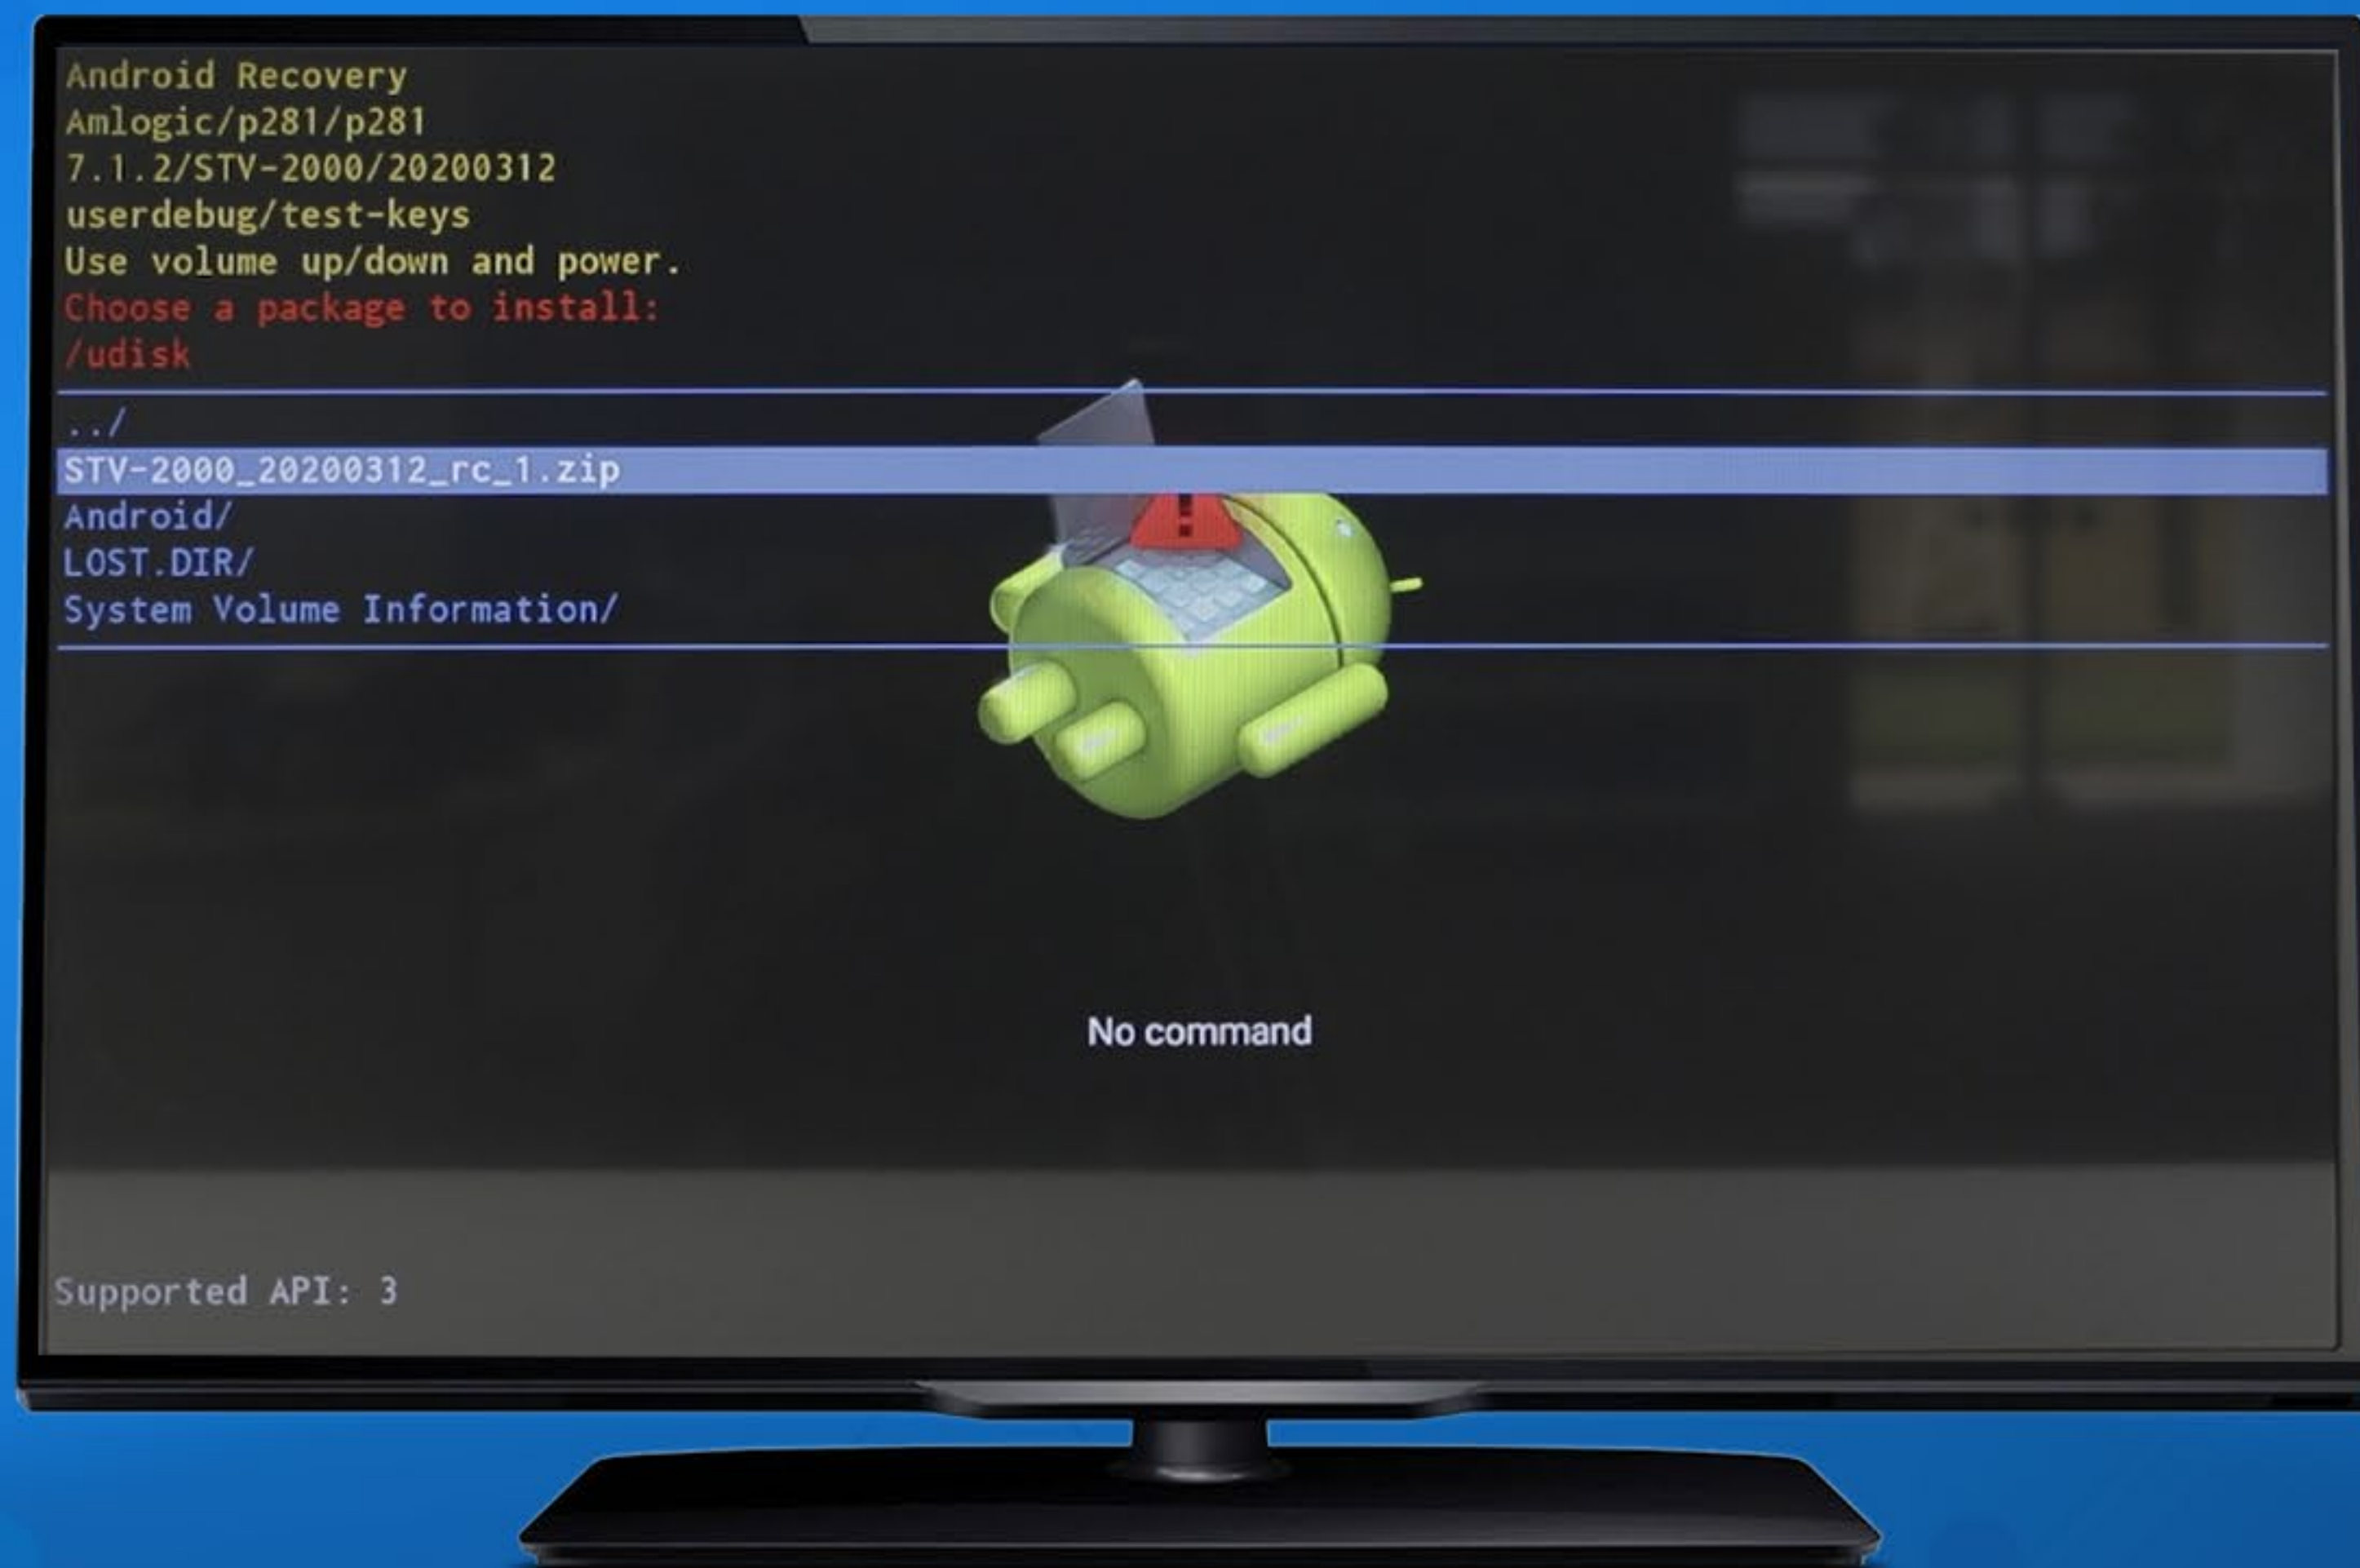 Android Recovery
Amlogic/p281/p281
7.1.2/STV-2000/20200312
userdebug/test-keys
Use volume up/down and power.
Choose a package to install:
/udisk
../
STV-2000_20200312_rc_1.zip
Android/
LOST.DIR/
System Volume Information/
No command
Supported API: 3